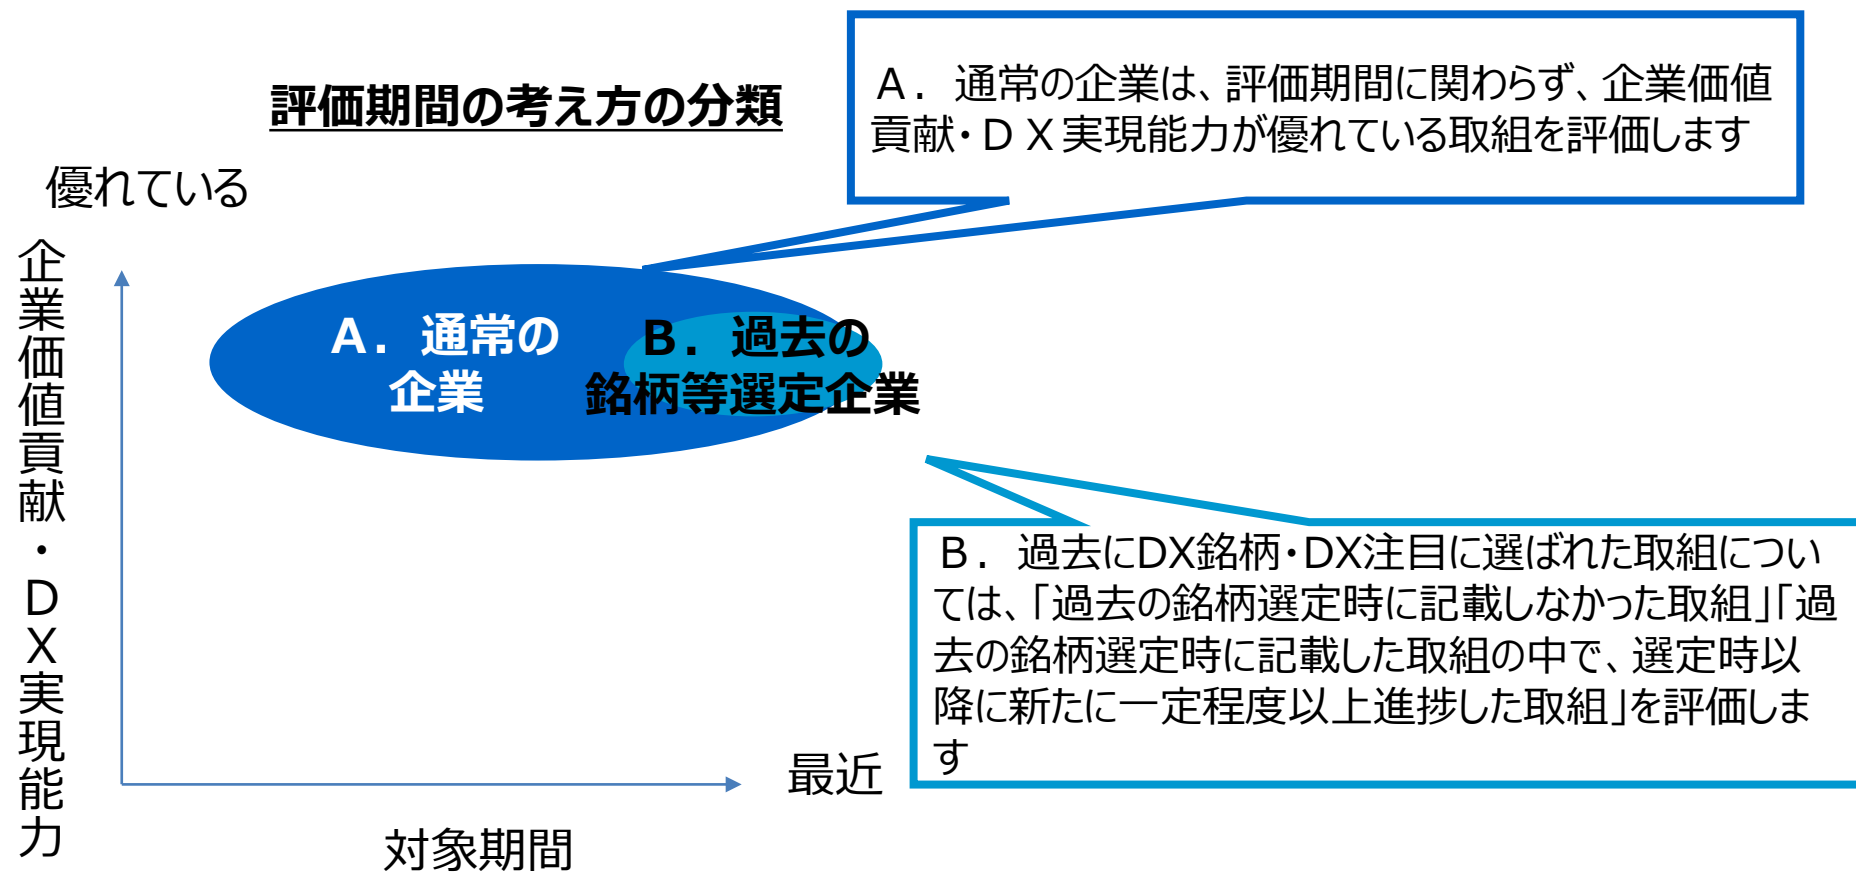 評価期間の考え方の分類
A．通常の企業は、評価期間に関わらず、企業価値
貢献・ＤＸ実現能力が優れている取組を評価します
優れている
企業価値貢献・ＤＸ実現能力
A．通常の
企業
B．過去の
銘柄等選定企業
B．過去にDX銘柄・DX注目に選ばれた取組につい
ては、「過去の銘柄選定時に記載しなかった取組」「過
去の銘柄選定時に記載した取組の中で、選定時以
降に新たに一定程度以上進捗した取組」を評価しま
す
最近
対象期間